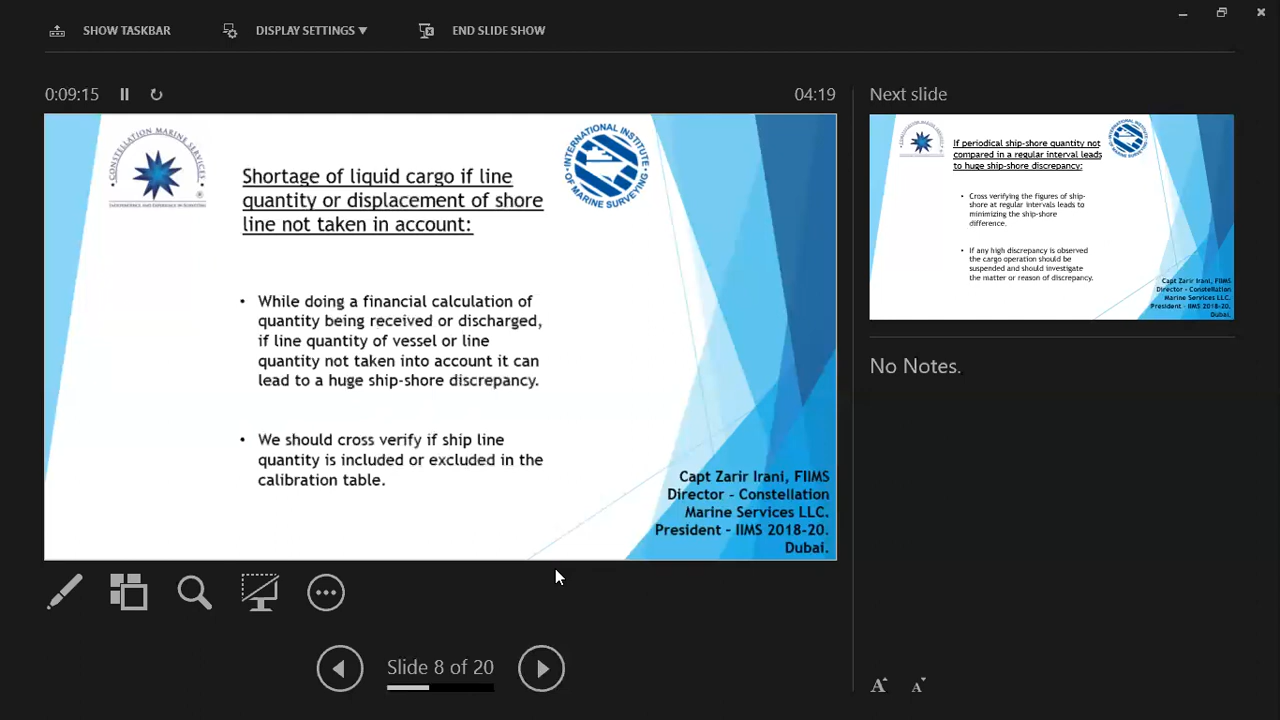 SHOW TASKBAR
DISPLAY SETTINGS ▼
END SLIDE SHOW
0:09:15
04:19
Next slide
CONSTELLATION MARINE SERVICES
®
INDEPENDENCE AND EXPERIENCE IN SURVEYING
INTERNATIONAL INSTITUTE
OF MARINE SURVEYING
Shortage of liquid cargo if line
quantity or displacement of shore
line not taken in account:
• While doing a financial calculation of
quantity being received or discharged,
if line quantity of vessel or line
quantity not taken into account it can
lead to a huge ship-shore discrepancy.
• We should cross verify if ship line
quantity is included or excluded in the
calibration table.
Capt Zarir Irani, FIIMS
Director - Constellation
Marine Services LLC.
President - IIMS 2018-20.
Dubai.
If periodical ship-shore quantity not
compared in a regular interval leads
to huge ship-shore discrepancy:
• Cross verifying the figures of ship-
shore at regular intervals leads to
minimizing the ship-shore
difference.
• If any high discrepancy is observed
the cargo operation should be
suspended and should investigate
the matter or reason of discrepancy.
Capt Zarir Irani, FIIMS
Director - Constellation
Marine Services LLC.
President - IIMS 2018-20.
Dubai.
No Notes.
Slide 8 of 20
A A